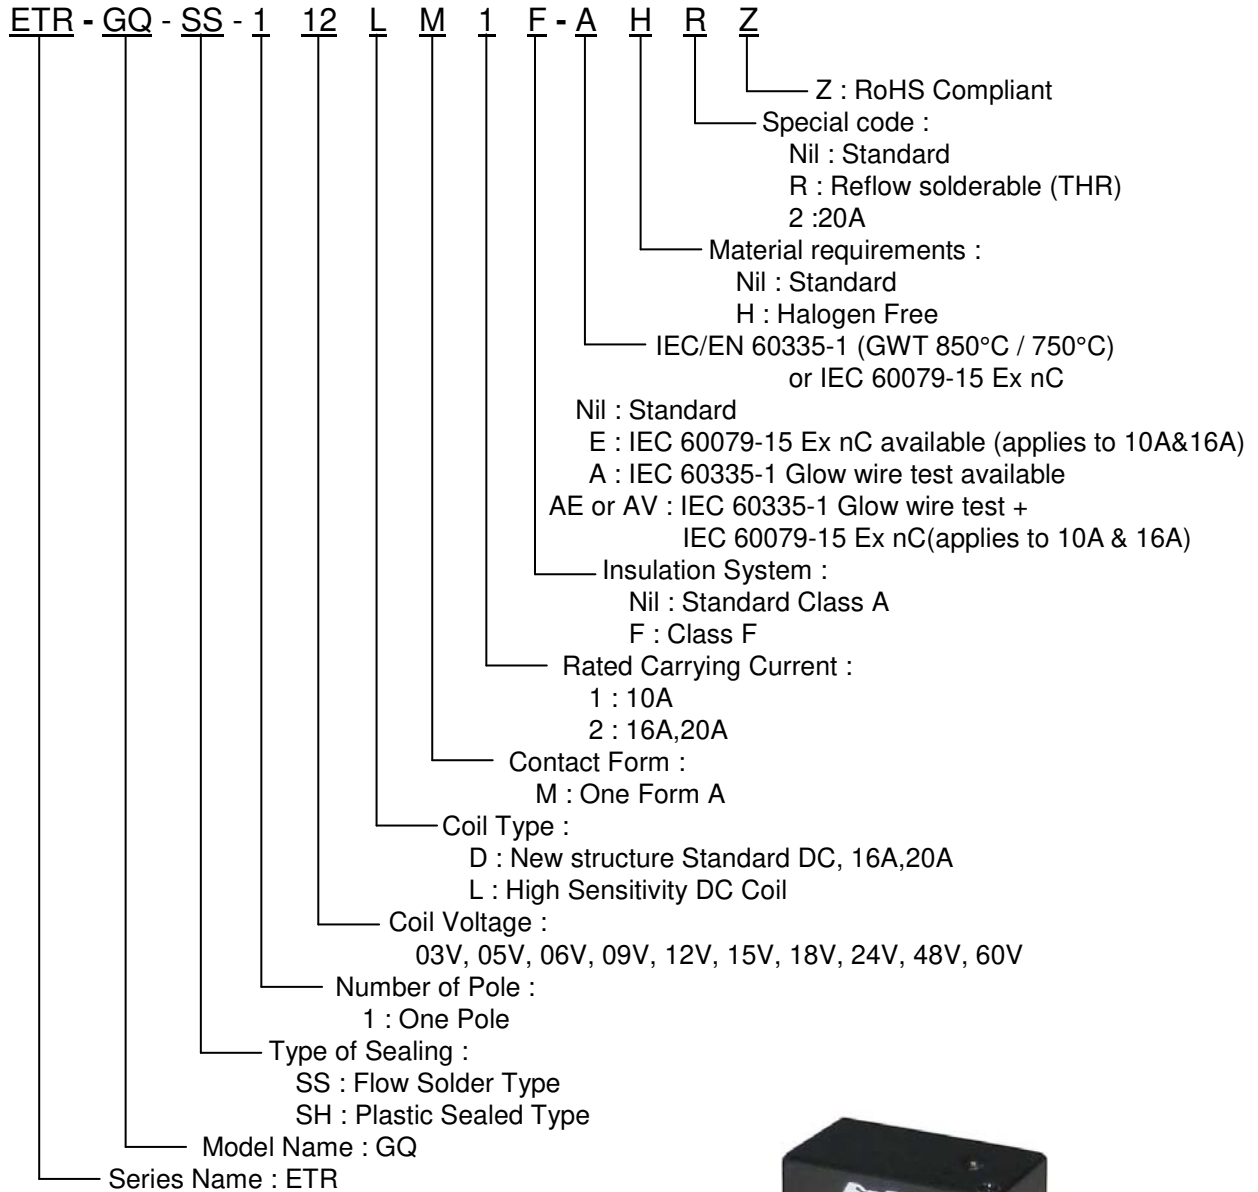 ETR - GQ - SS - 1 12 L M 1 F - A H R Z
Z : RoHS Compliant
Special code :
Nil : Standard
R : Reflow solderable (THR)
2 :20A
Material requirements :
Nil : Standard
H : Halogen Free
IEC/EN 60335-1 (GWT 850°C / 750°C)
or IEC 60079-15 Ex nC
Nil : Standard
E : IEC 60079-15 Ex nC available (applies to 10A&16A)
A : IEC 60335-1 Glow wire test available
AE or AV : IEC 60335-1 Glow wire test +
IEC 60079-15 Ex nC(applies to 10A & 16A)
Insulation System :
Nil : Standard Class A
F : Class F
Rated Carrying Current :
1 : 10A
2 : 16A,20A
Contact Form :
M : One Form A
Coil Type :
D : New structure Standard DC, 16A,20A
L : High Sensitivity DC Coil
Coil Voltage :
03V, 05V, 06V, 09V, 12V, 15V, 18V, 24V, 48V, 60V
Number of Pole :
1 : One Pole
Type of Sealing :
SS : Flow Solder Type
SH : Plastic Sealed Type
Model Name : GQ
Series Name : ETR